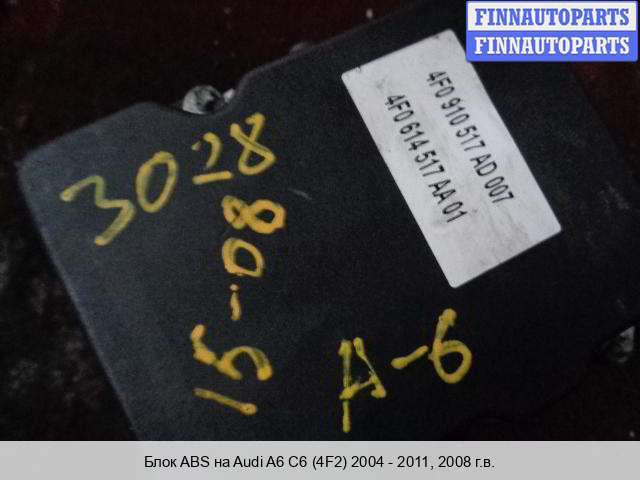 FINNAUTOPARTS
FINNAUTOPARTS
4F0 910 517 AD 007
4F0 614 517 AA 01
3028
15-08
A-6
Блок ABS на Audi A6 C6 (4F2) 2004 - 2011, 2008 г.в.